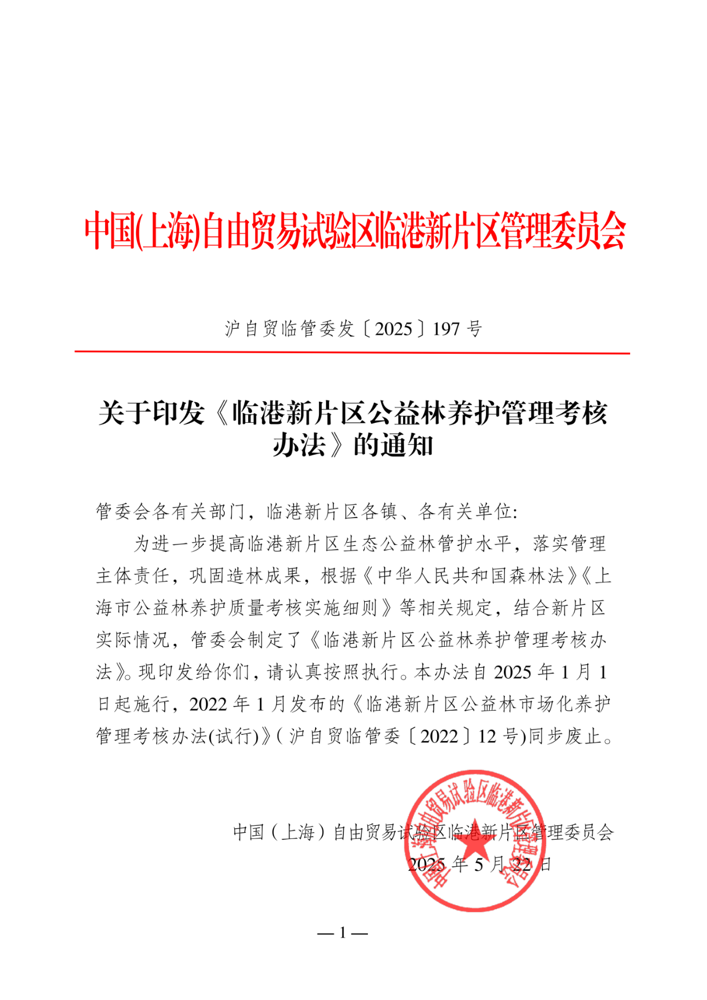 中国(上海)自由贸易试验区临港新片区管理委员会
沪自贸临管委发〔2025〕197 号
关于印发《临港新片区公益林养护管理考核
办法》的通知
管委会各有关部门，临港新片区各镇、各有关单位:
为进一步提高临港新片区生态公益林管护水平，落实管理
主体责任，巩固造林成果，根据《中华人民共和国森林法》《上
海市公益林养护质量考核实施细则》等相关规定，结合新片区
实际情况，管委会制定了《临港新片区公益林养护管理考核办
法》。现印发给你们，请认真按照执行。本办法自 2025 年 1 月 1
日起施行，2022 年 1 月发布的《临港新片区公益林市场化养护
管理考核办法(试行)》（沪自贸临管委〔2022〕12 号)同步废止。
中国（上海）自由贸易试验区临港新片区管理委员会
2025 年 5 月 22 日
中国(上海)自由贸易试验区临港新片区管理委员会
— 1 —